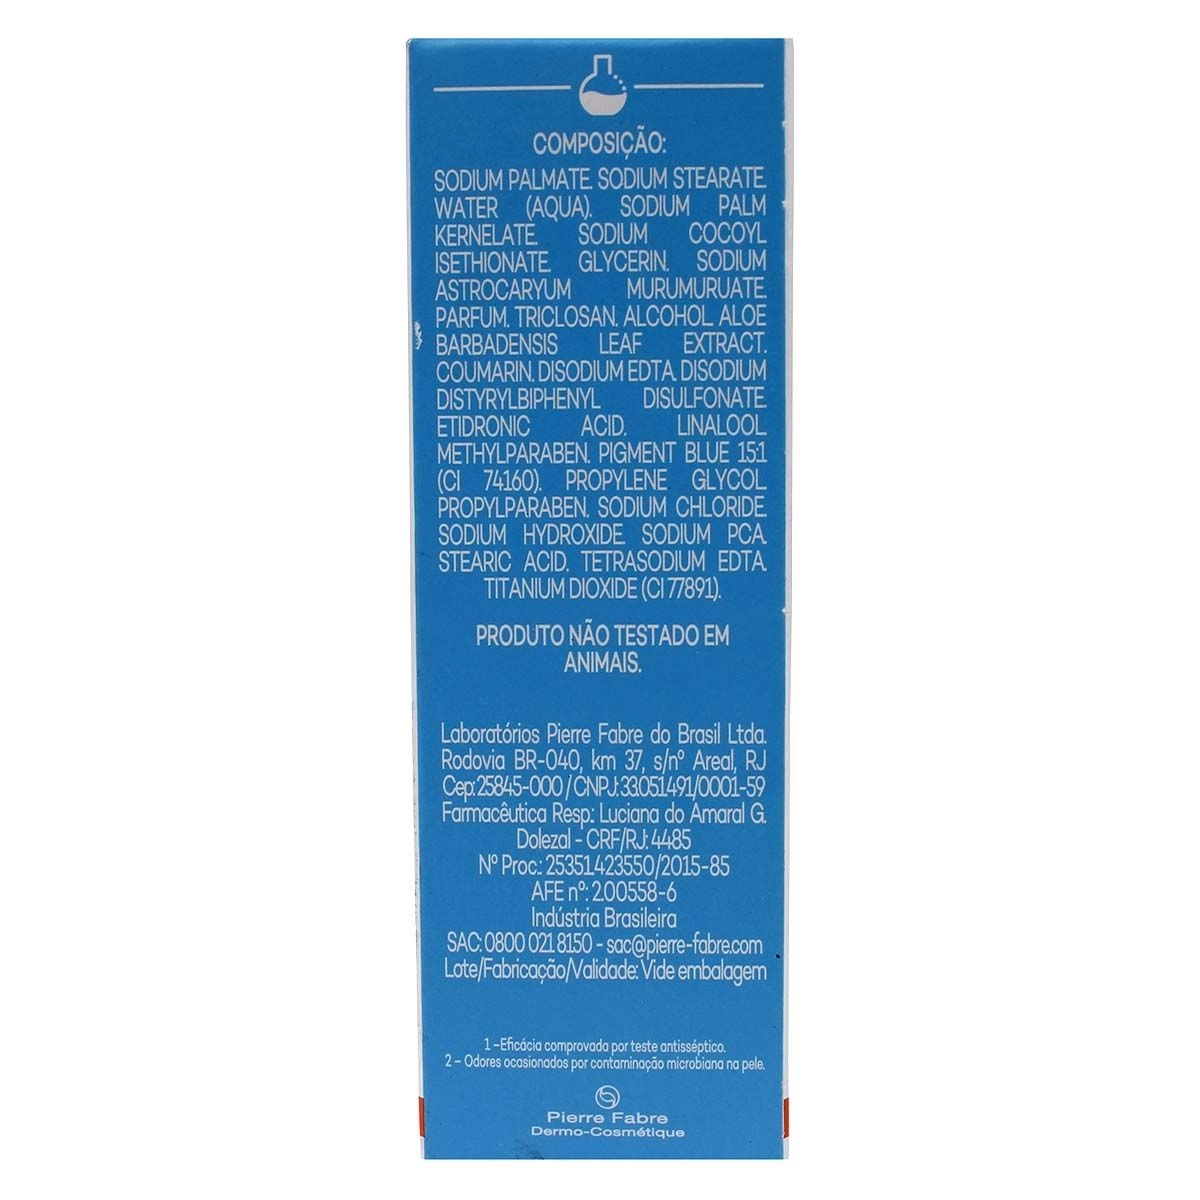 COMPOSIÇÃO:
SODIUM PALMATE. SODIUM STEARATE.
WATER (AQUA). SODIUM PALM
KERNELATE. SODIUM COCOYL
ISETHIONATE. GLYCERIN. SODIUM
ASTROCARYUM MURUMURUATE.
PARFUM. TRICLOSAN. ALCOHOL. ALOE
BARBADENSIS LEAF EXTRACT.
COUMARIN. DISODIUM EDTA. DISODIUM
DISTYRYLBIPHENYL DISULFONATE.
ETIDRONIC ACID. LINALOOL.
METHYLPARABEN. PIGMENT BLUE 15:1
(CI 74160). PROPYLENE GLYCOL.
PROPYLPARABEN. SODIUM CHLORIDE.
SODIUM HYDROXIDE. SODIUM PCA.
STEARIC ACID. TETRASODIUM EDTA.
TITANIUM DIOXIDE (CI 77891).
PRODUTO NÃO TESTADO EM
ANIMAIS.
Laboratórios Pierre Fabre do Brasil Ltda.
Rodovia BR-040, km 37, s/nº Areal, RJ
Cep: 25845-000 / CNPJ: 33.051.491/0001-59
Farmacêutica Resp.: Luciana do Amaral G.
Dolezal - CRF/RJ: 4485
Nº Proc.: 25351.423550/2015-85
AFE nº: 2.00558-6
Indústria Brasileira
SAC: 0800 021 8150 - sac@pierre-fabre.com
Lote/Fabricação/Validade: Vide embalagem
1 –Eficácia comprovada por teste antisséptico.
2 – Odores ocasionados por contaminação microbiana na pele.
Pierre Fabre
Dermo-Cosmétique